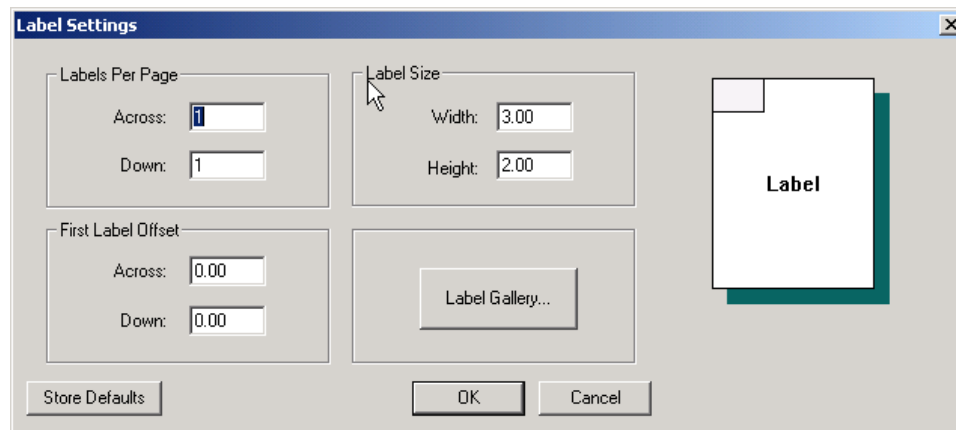 Label Settings
Labels Per Page
Across: 1
Down: 1
Label Size
Width: 3.00
Height: 2.00
Label
First Label Offset
Across: 0.00
Down: 0.00
Label Gallery...
Store Defaults
OK
Cancel